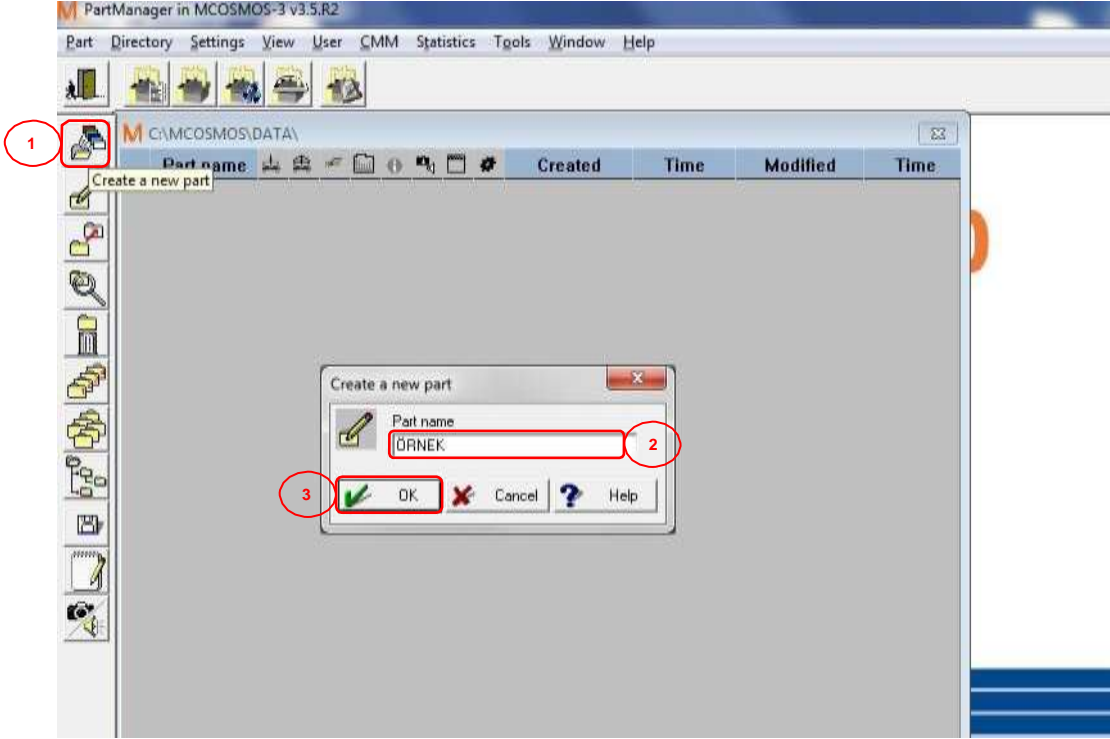 PartManager in MCOSMOS-3 v3.5.R2
Part Directory Settings View User CMM Statistics Tools Window Help
1
C:\MCOSMOS\DATA\
Part name Created Time Modified Time
Create a new part
Create a new part
Part name
ÖRNEK
2
3
OK Cancel Help